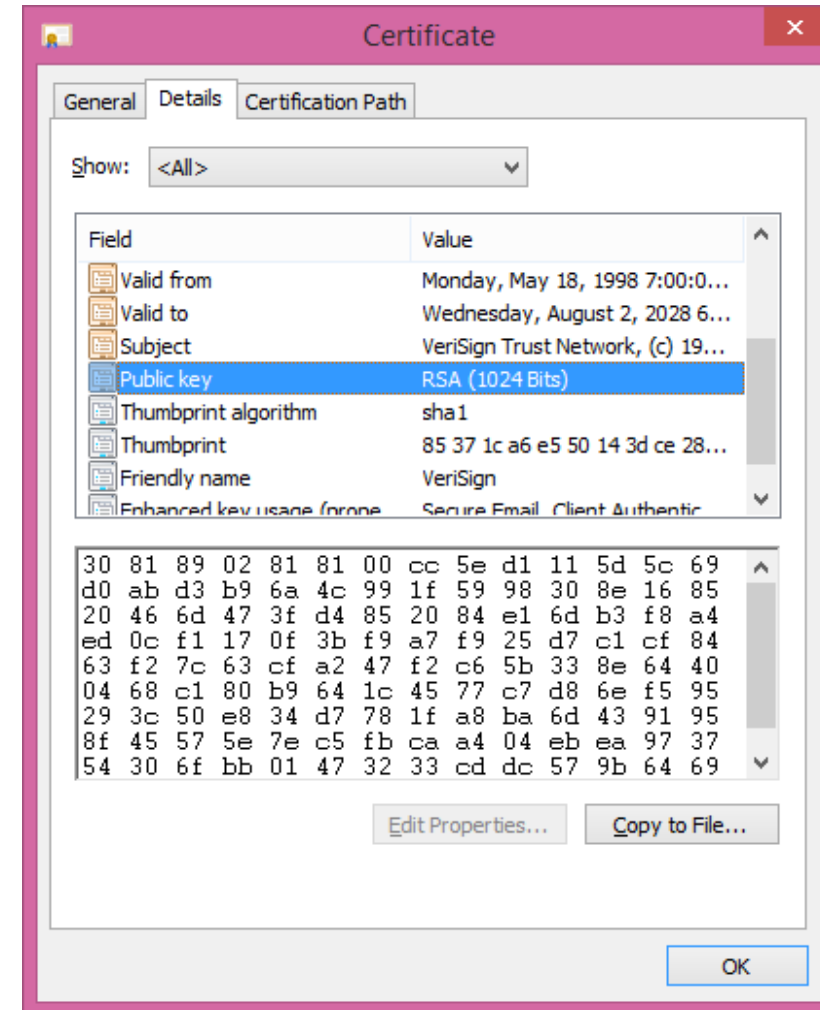 Certificate
General Details Certification Path
Show: <All>
Field Value
Valid from Monday, May 18, 1998 7:00:0...
Valid to Wednesday, August 2, 2028 6...
Subject VeriSign Trust Network, (c) 19...
Public key RSA (1024 Bits)
Thumbprint algorithm sha1
Thumbprint 85 37 1c a6 e5 50 14 3d ce 28...
Friendly name VeriSign
Enhanced key usage (prope Secure Email, Client Authentic
30 81 89 02 81 81 00 cc 5e d1 11 5d 5c 69
d0 ab d3 b9 6a 4c 99 1f 59 98 30 8e 16 85
20 46 6d 47 3f d4 85 20 84 e1 6d b3 f8 a4
ed 0c f1 17 0f 3b f9 a7 f9 25 d7 c1 cf 84
63 f2 7c 63 cf a2 47 f2 c6 5b 33 8e 64 40
04 68 c1 80 b9 64 1c 45 77 c7 d8 6e f5 95
29 3c 50 e8 34 d7 78 1f a8 ba 6d 43 91 95
8f 45 57 5e 7e c5 fb ca a4 04 eb ea 97 37
54 30 6f bb 01 47 32 33 cd dc 57 9b 64 69
Edit Properties... Copy to File...
OK